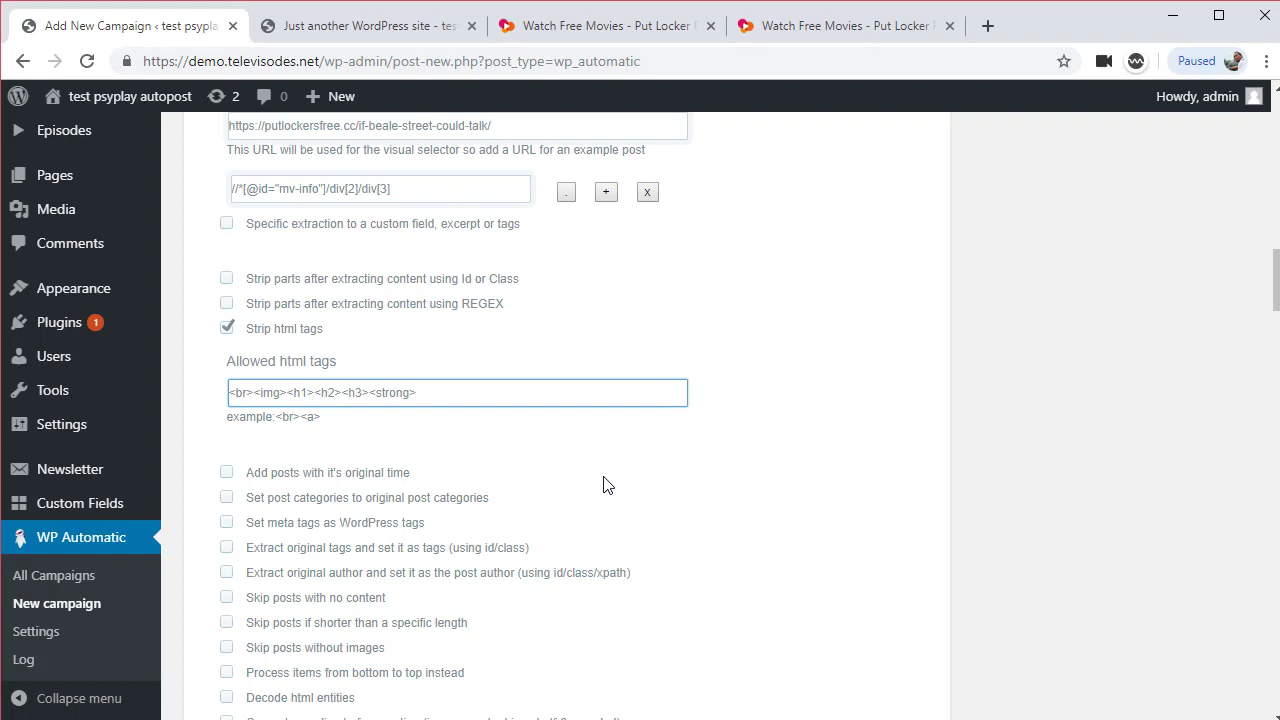 Add New Campaign ‹ test psypla
Just another WordPress site - tes
Watch Free Movies - Put Locker F
Watch Free Movies - Put Locker F
https://demo.televisodes.net/wp-admin/post-new.php?post_type=wp_automatic
Paused
test psyplay autopost
2
0
New
Howdy, admin
Episodes
Pages
Media
Comments
Appearance
Plugins 1
Users
Tools
Settings
Newsletter
Custom Fields
WP Automatic
All Campaigns
New campaign
Settings
Log
Collapse menu
https://putlockersfree.cc/if-beale-street-could-talk/
This URL will be used for the visual selector so add a URL for an example post
//*[@id="mv-info"]/div[2]/div[3]
. + x
Specific extraction to a custom field, excerpt or tags
Strip parts after extracting content using Id or Class
Strip parts after extracting content using REGEX
Strip html tags
Allowed html tags
<br><img><h1><h2><h3><strong>
example:<br><a>
Add posts with it's original time
Set post categories to original post categories
Set meta tags as WordPress tags
Extract original tags and set it as tags (using id/class)
Extract original author and set it as the post author (using id/class/xpath)
Skip posts with no content
Skip posts if shorter than a specific length
Skip posts without images
Process items from bottom to top instead
Decode html entities